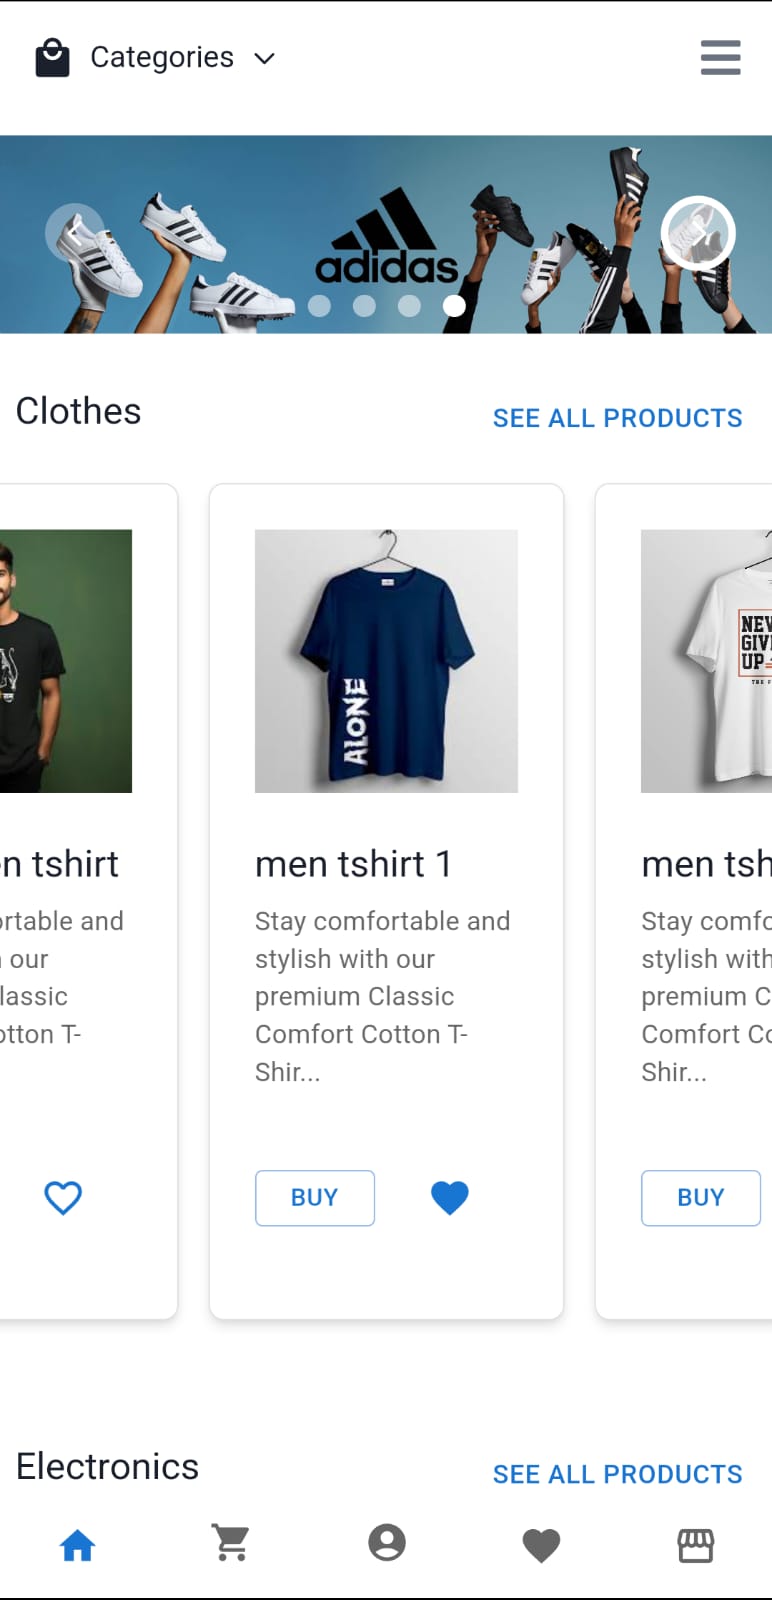 Categories
adidas
Clothes
SEE ALL PRODUCTS
ALONE
NEV
GIV
UP
THE F
n tshirt
rtable and
our
lassic
tton T-
men tshirt 1
Stay comfortable and
stylish with our
premium Classic
Comfort Cotton T-
Shir...
BUY
men tsh
Stay comfo
stylish with
premium C
Comfort Co
Shir...
BUY
Electronics
SEE ALL PRODUCTS